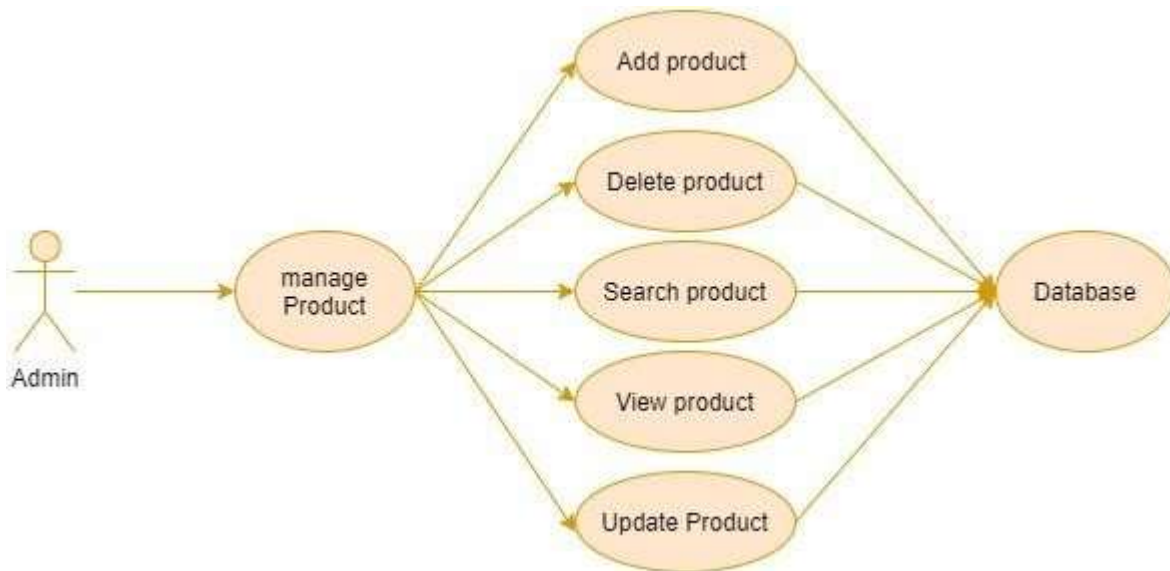 Add product
Delete product
manage
Product
Search product
Database
Admin
View product
Update Product